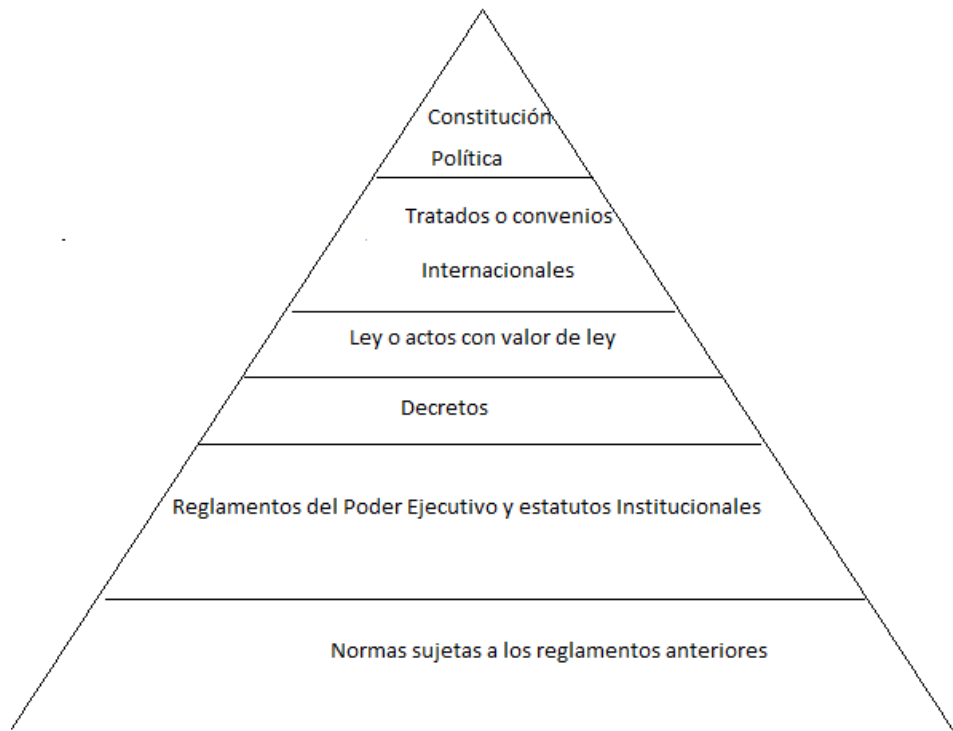 Constitución
Política
Tratados o convenios
Internacionales
Ley o actos con valor de ley
Decretos
Reglamentos del Poder Ejecutivo y estatutos Institucionales
Normas sujetas a los reglamentos anteriores